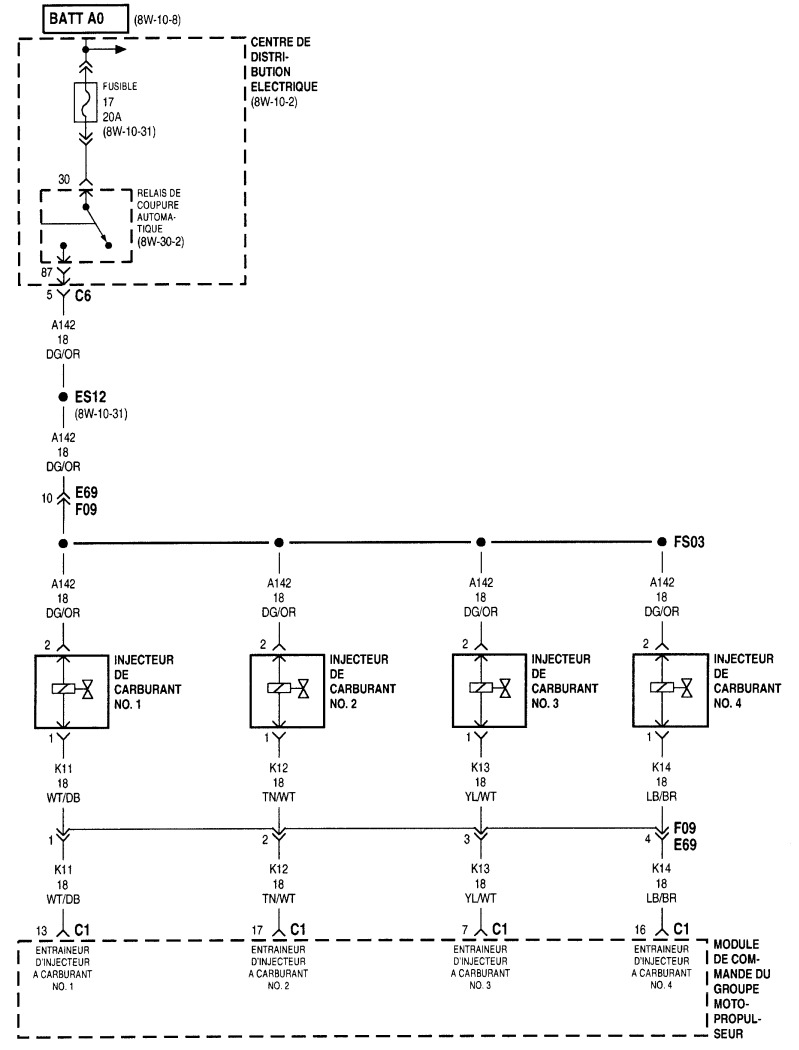 BATT A0 (8W-10-8)
CENTRE DE
DISTRI-
BUTION
ELECTRIQUE
(8W-10-2)
FUSIBLE
17
20A
(8W-10-31)
30
RELAIS DE
COUPURE
AUTOMA-
TIQUE
(8W-30-2)
87
5 C6
A142
18
DG/OR
ES12
(8W-10-31)
A142
18
DG/OR
10 E69
F09
FS03
A142 A142 A142 A142
18 18 18 18
DG/OR DG/OR DG/OR DG/OR
2 2 2 2
INJECTEUR
DE
CARBURANT
NO. 1
INJECTEUR
DE
CARBURANT
NO. 2
INJECTEUR
DE
CARBURANT
NO. 3
INJECTEUR
DE
CARBURANT
NO. 4
1 1 1 1
K11 K12 K13 K14
18 18 18 18
WT/DB TN/WT YL/WT LB/BR
1 2 3 4 F09
E69
K11 K12 K13 K14
18 18 18 18
WT/DB TN/WT YL/WT LB/BR
13 C1 17 C1 7 C1 16 C1
ENTRAINEUR
D'INJECTEUR
A CARBURANT
NO. 1
ENTRAINEUR
D'INJECTEUR
A CARBURANT
NO. 2
ENTRAINEUR
D'INJECTEUR
A CARBURANT
NO. 3
ENTRAINEUR
D'INJECTEUR
A CARBURANT
NO. 4
MODULE
DE COM-
MANDE DU
GROUPE
MOTO-
PROPUL-
SEUR